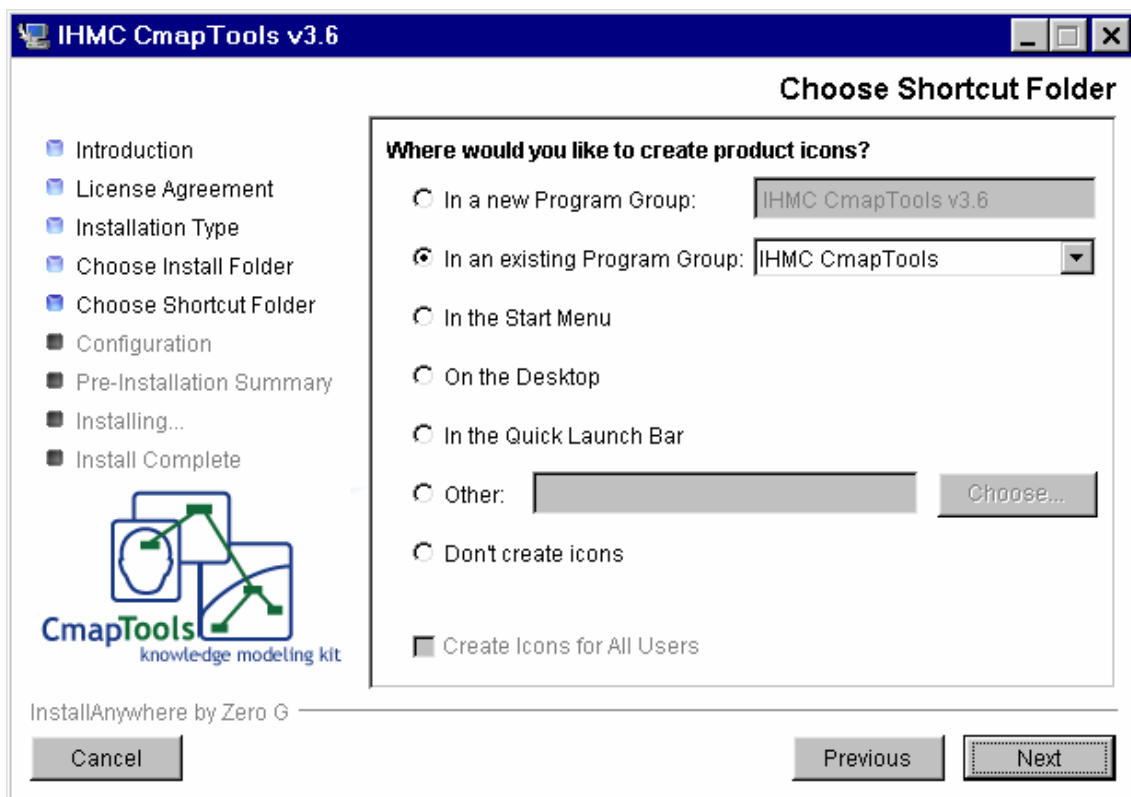 IHMC CmapTools v3.6
Choose Shortcut Folder
Introduction
License Agreement
Installation Type
Choose Install Folder
Choose Shortcut Folder
Configuration
Pre-Installation Summary
Installing...
Install Complete
CmapTools
knowledge modeling kit
Where would you like to create product icons?
In a new Program Group: IHMC CmapTools v3.6
In an existing Program Group: IHMC CmapTools
In the Start Menu
On the Desktop
In the Quick Launch Bar
Other: Choose...
Don't create icons
Create Icons for All Users
InstallAnywhere by Zero G
Cancel Previous Next